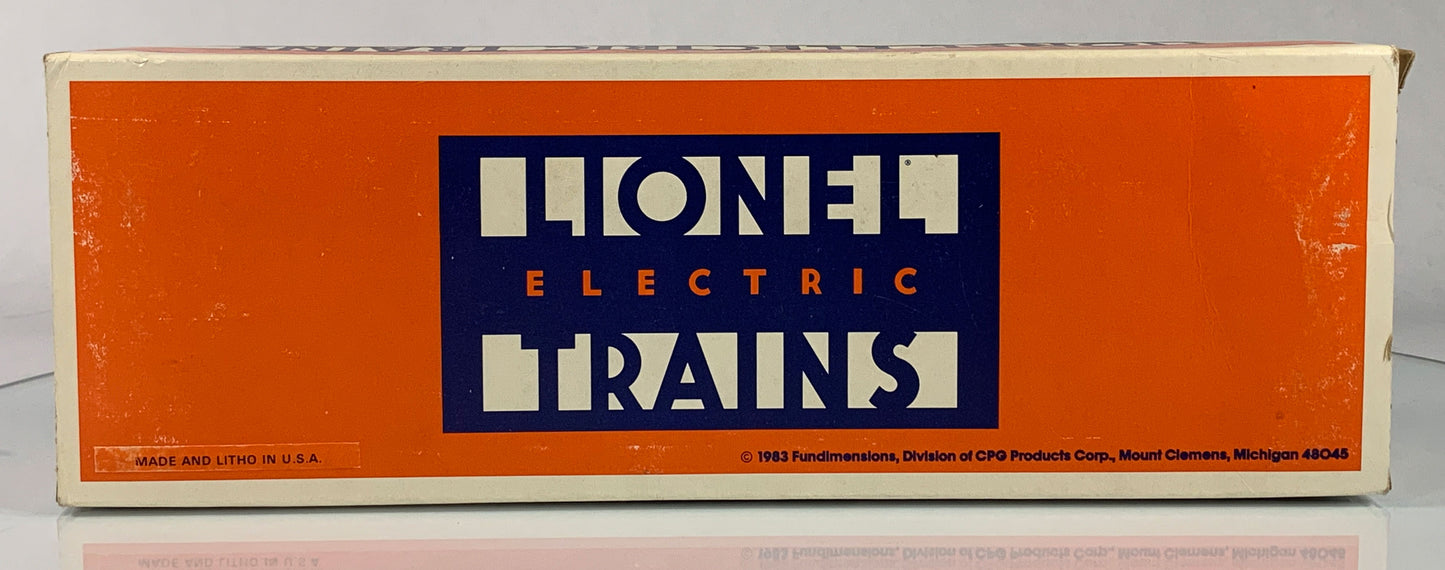 LIONEL®
ELECTRIC
TRAINS
MADE AND LITHO IN U.S.A.
© 1983 Fundimensions, Division of CPG Products Corp., Mount Clemens, Michigan 48045